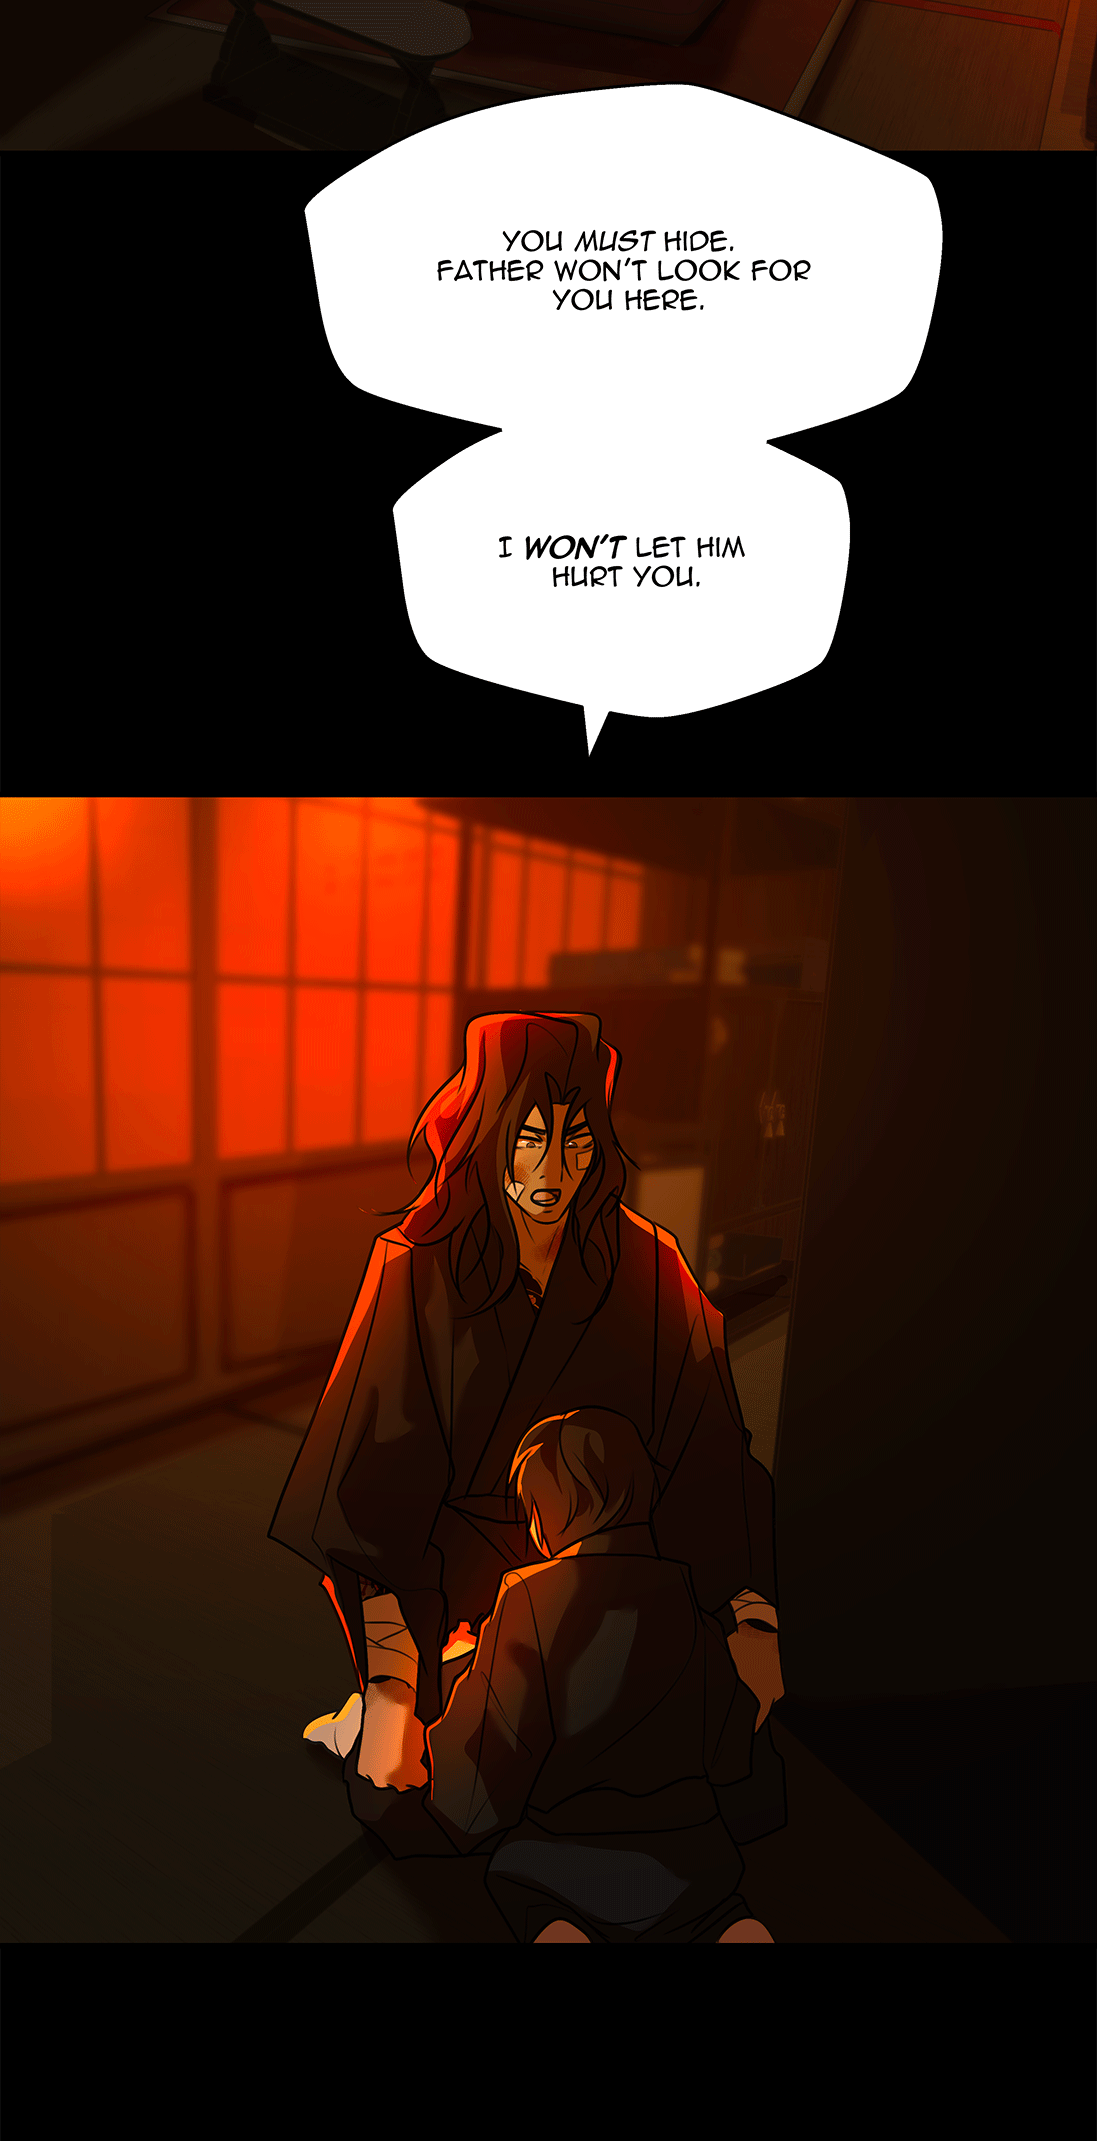 YOU MUST HIDE.
FATHER WON'T LOOK FOR
YOU HERE.
I WON'T LET HIM
HURT YOU.